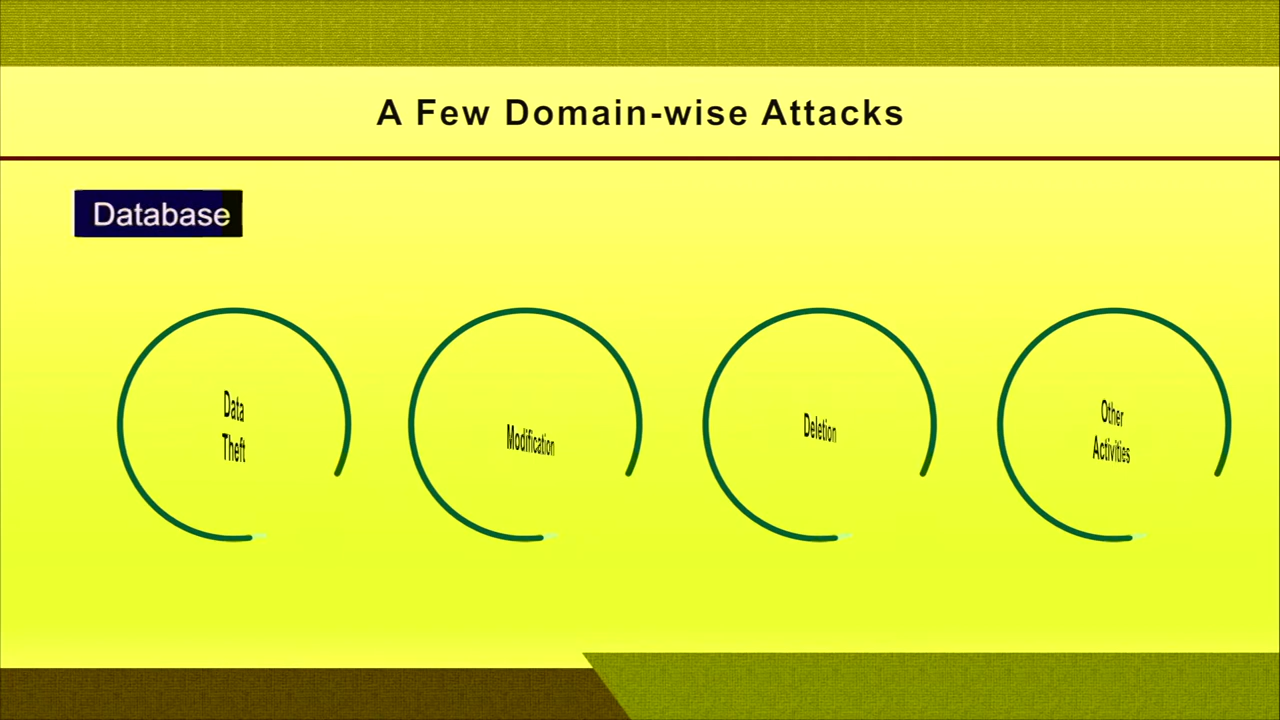 A Few Domain-wise Attacks
Database
Data
Theft
Modification
Deletion
Other
Activities